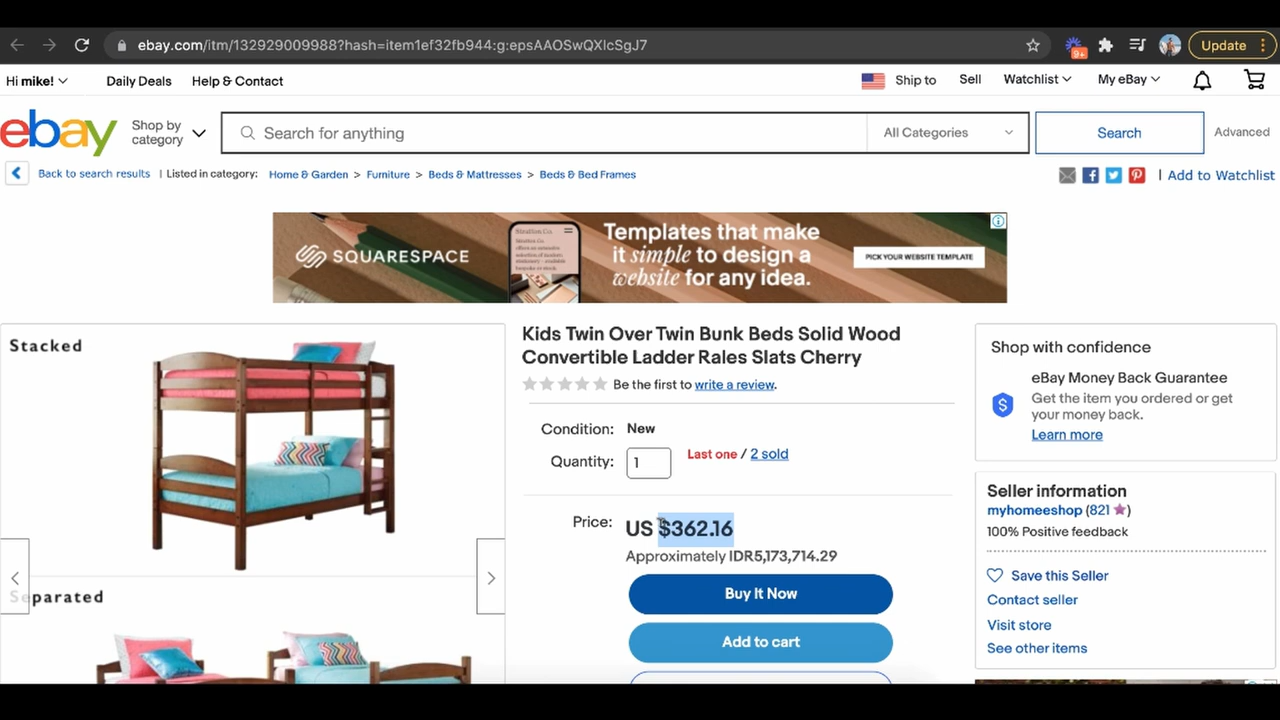 ebay.com/itm/132929009988?hash=item1ef32fb944:g:epsAAOSwQXlcSgJ7
9+
Update
Hi mike!
Daily Deals
Help & Contact
Ship to
Sell
Watchlist
My eBay
ebay
Shop by
category
Search for anything
All Categories
Search
Advanced
Back to search results | Listed in category: Home & Garden > Furniture > Beds & Mattresses > Beds & Bed Frames
| Add to Watchlist
SQUARESPACE
Templates that make
it simple to design a
website for any idea.
PICK YOUR WEBSITE TEMPLATE
Stacked
Separated
Kids Twin Over Twin Bunk Beds Solid Wood
Convertible Ladder Rales Slats Cherry
Be the first to write a review.
Condition: New
Quantity: 1
Last one / 2 sold
Price: US $362.16
Approximately IDR5,173,714.29
Buy It Now
Add to cart
Shop with confidence
eBay Money Back Guarantee
Get the item you ordered or get
your money back.
Learn more
Seller information
myhomeeshop (821 ★)
100% Positive feedback
Save this Seller
Contact seller
Visit store
See other items